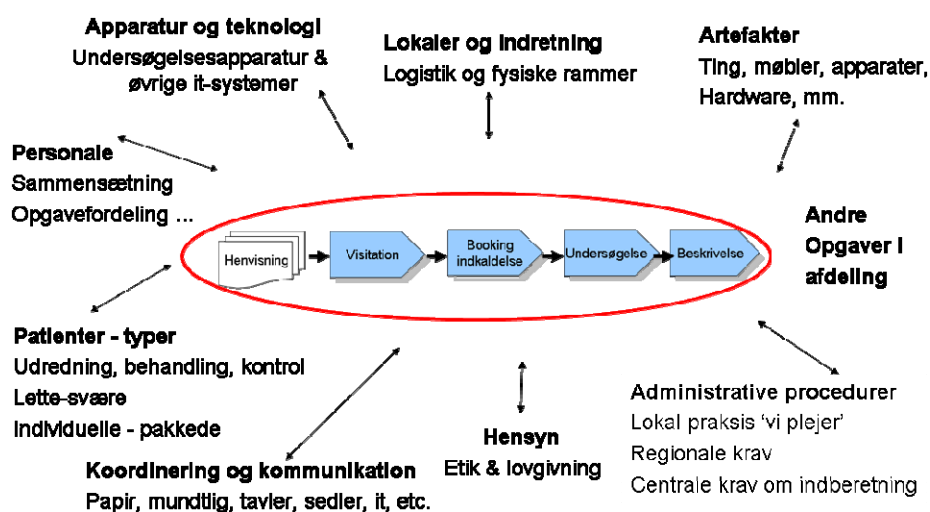 Apparatur og teknologi
Undersøgelsesapparatur &
øvrige it-systemer
Lokaler og indretning
Logistik og fysiske rammer
Artefakter
Ting, møbler, apparater,
Hardware, mm.
Personale
Sammensætning
Opgavefordeling ...
Henvisning
Visitation
Booking
indkaldelse
Undersøgelse
Beskrivelse
Andre
Opgaver i
afdeling
Patienter - typer
Udredning, behandling, kontrol
Lette-svære
Individuelle - pakkede
Koordinering og kommunikation
Papir, mundtlig, tavler, sedler, it, etc.
Hensyn
Etik & lovgivning
Administrative procedurer
Lokal praksis ‘vi plejer’
Regionale krav
Centrale krav om indberetning